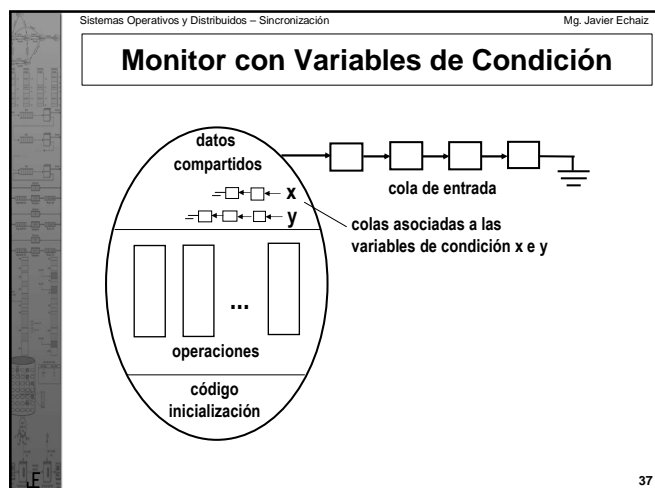 Sistemas Operativos y Distribuidos – Sincronización
Mg. Javier Echaiz
Monitor con Variables de Condición
datos
compartidos
cola de entrada
x
y
colas asociadas a las
variables de condición x e y
...
operaciones
código
inicialización
JE
37